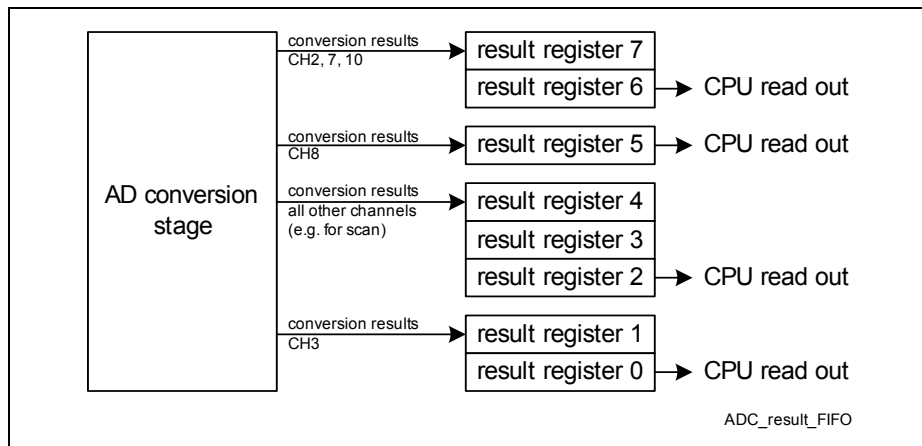 AD conversion
stage
conversion results
CH2, 7, 10
result register 7
result register 6
CPU read out
conversion results
CH8
result register 5
CPU read out
conversion results
all other channels
(e.g. for scan)
result register 4
result register 3
result register 2
CPU read out
conversion results
CH3
result register 1
result register 0
CPU read out
ADC_result_FIFO